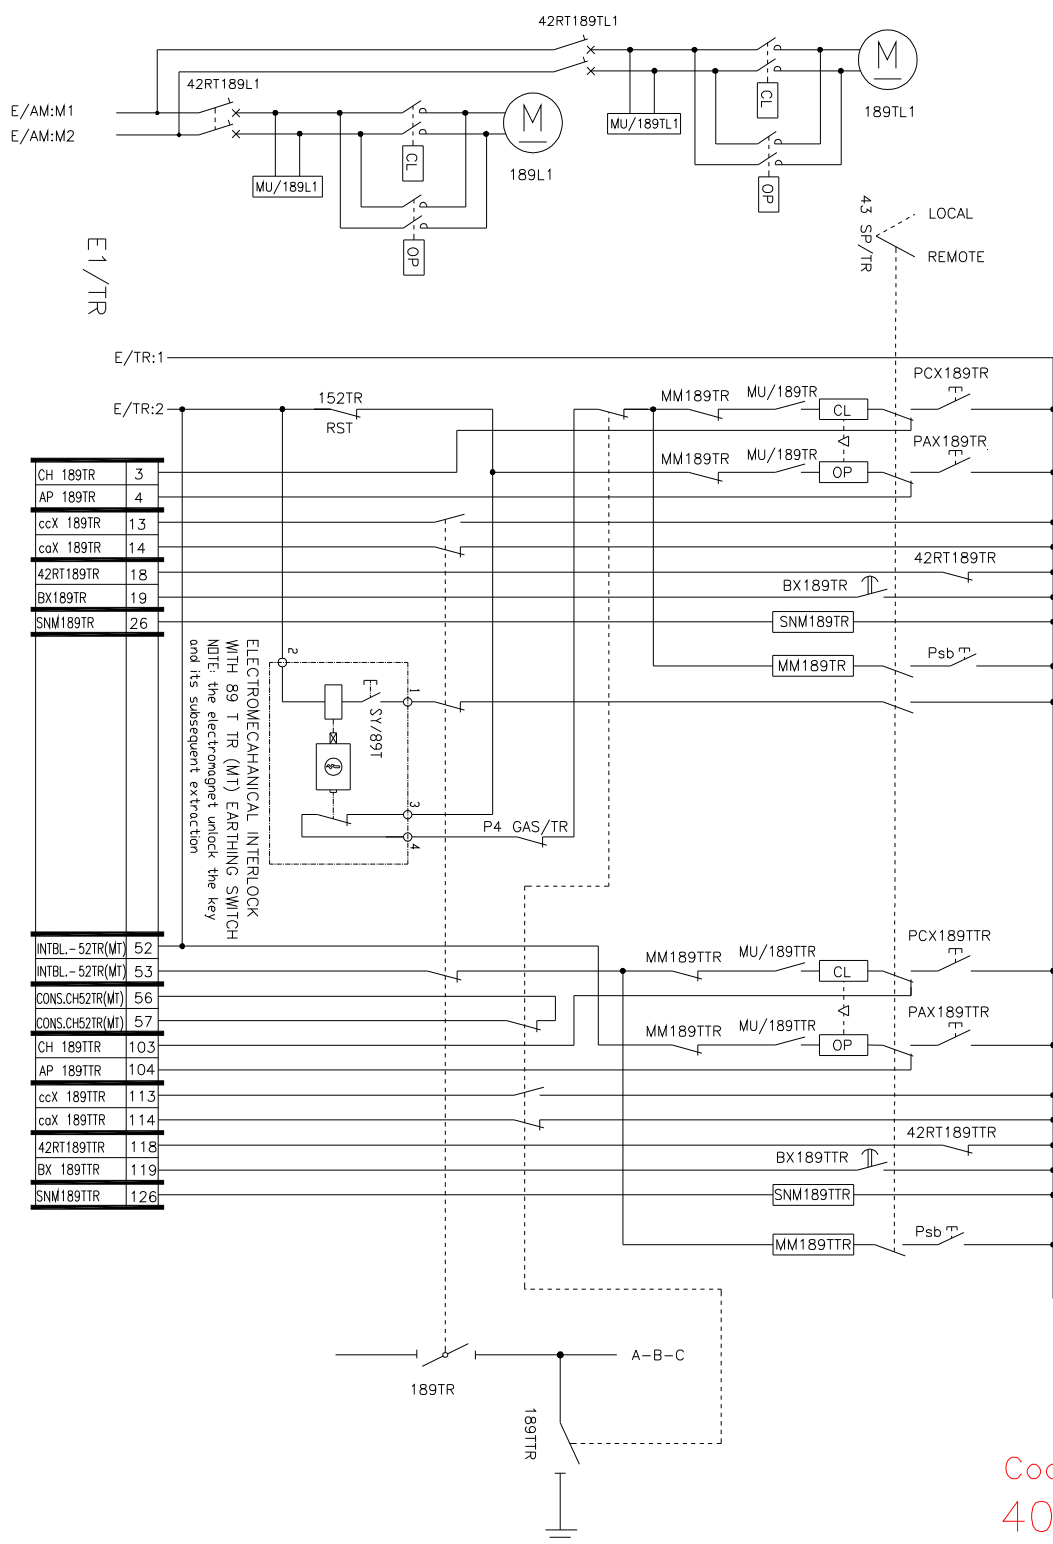 42RT189TL1
M
42RT189L1
CL
E/AM:M1
M
MU/189TL1
189TL1
E/AM:M2
CL
MU/189L1
189L1
OP
43 SP/TR
LOCAL
REMOTE
OP
E1/TR
E/TR:1
PCX189TR
E/TR:2
152TR
RST
MM189TR
MU/189TR
CL
PAX189TR
MM189TR
MU/189TR
OP
CH 189TR 3
AP 189TR 4
ccX 189TR 13
caX 189TR 14
42RT189TR 18
42RT189TR
BX189TR 19
BX189TR
SNM189TR 26
SNM189TR
MM189TR
Psb
ELECTROMECAHANICAL INTERLOCK
WITH 89 T TR (MT) EARTHING SWITCH
NOTE: the electromagnet unlock the key
and its subsequent extraction
2
1
SY/89T
3
4
P4 GAS/TR
INTBL.-52TR(MT) 52
INTBL.-52TR(MT) 53
CONS.CH52TR(MT) 56
CONS.CH52TR(MT) 57
CH 189TTR 103
AP 189TTR 104
ccX 189TTR 113
caX 189TTR 114
42RT189TTR 118
BX 189TTR 119
SNM189TTR 126
PCX189TTR
MM189TTR
MU/189TTR
CL
PAX189TTR
MM189TTR
MU/189TTR
OP
42RT189TTR
BX189TTR
SNM189TTR
MM189TTR
Psb
A-B-C
189TR
189TTR
40